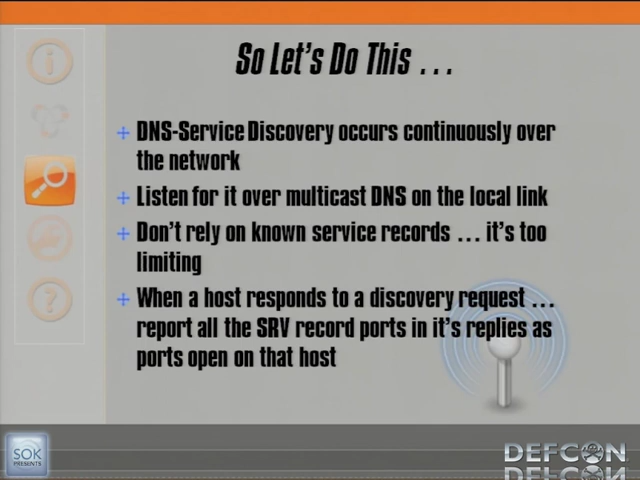 So Let's Do This ...
DNS-Service Discovery occurs continuously over
the network
Listen for it over multicast DNS on the local link
Don't rely on known service records ... it's too
limiting
When a host responds to a discovery request ...
report all the SRV record ports in it's replies as
ports open on that host
SOK
PRESENTS
DEFCON